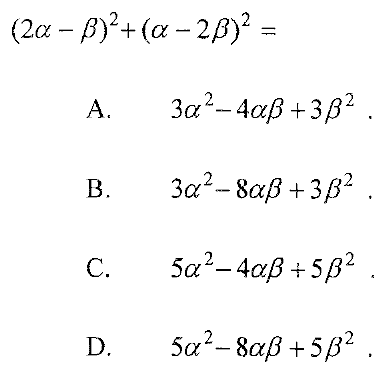 (2α − β)²+(α − 2β)² =
A. 3α²− 4αβ + 3β² .
B. 3α²− 8αβ + 3β² .
C. 5α²− 4αβ + 5β² .
D. 5α²− 8αβ + 5β² .